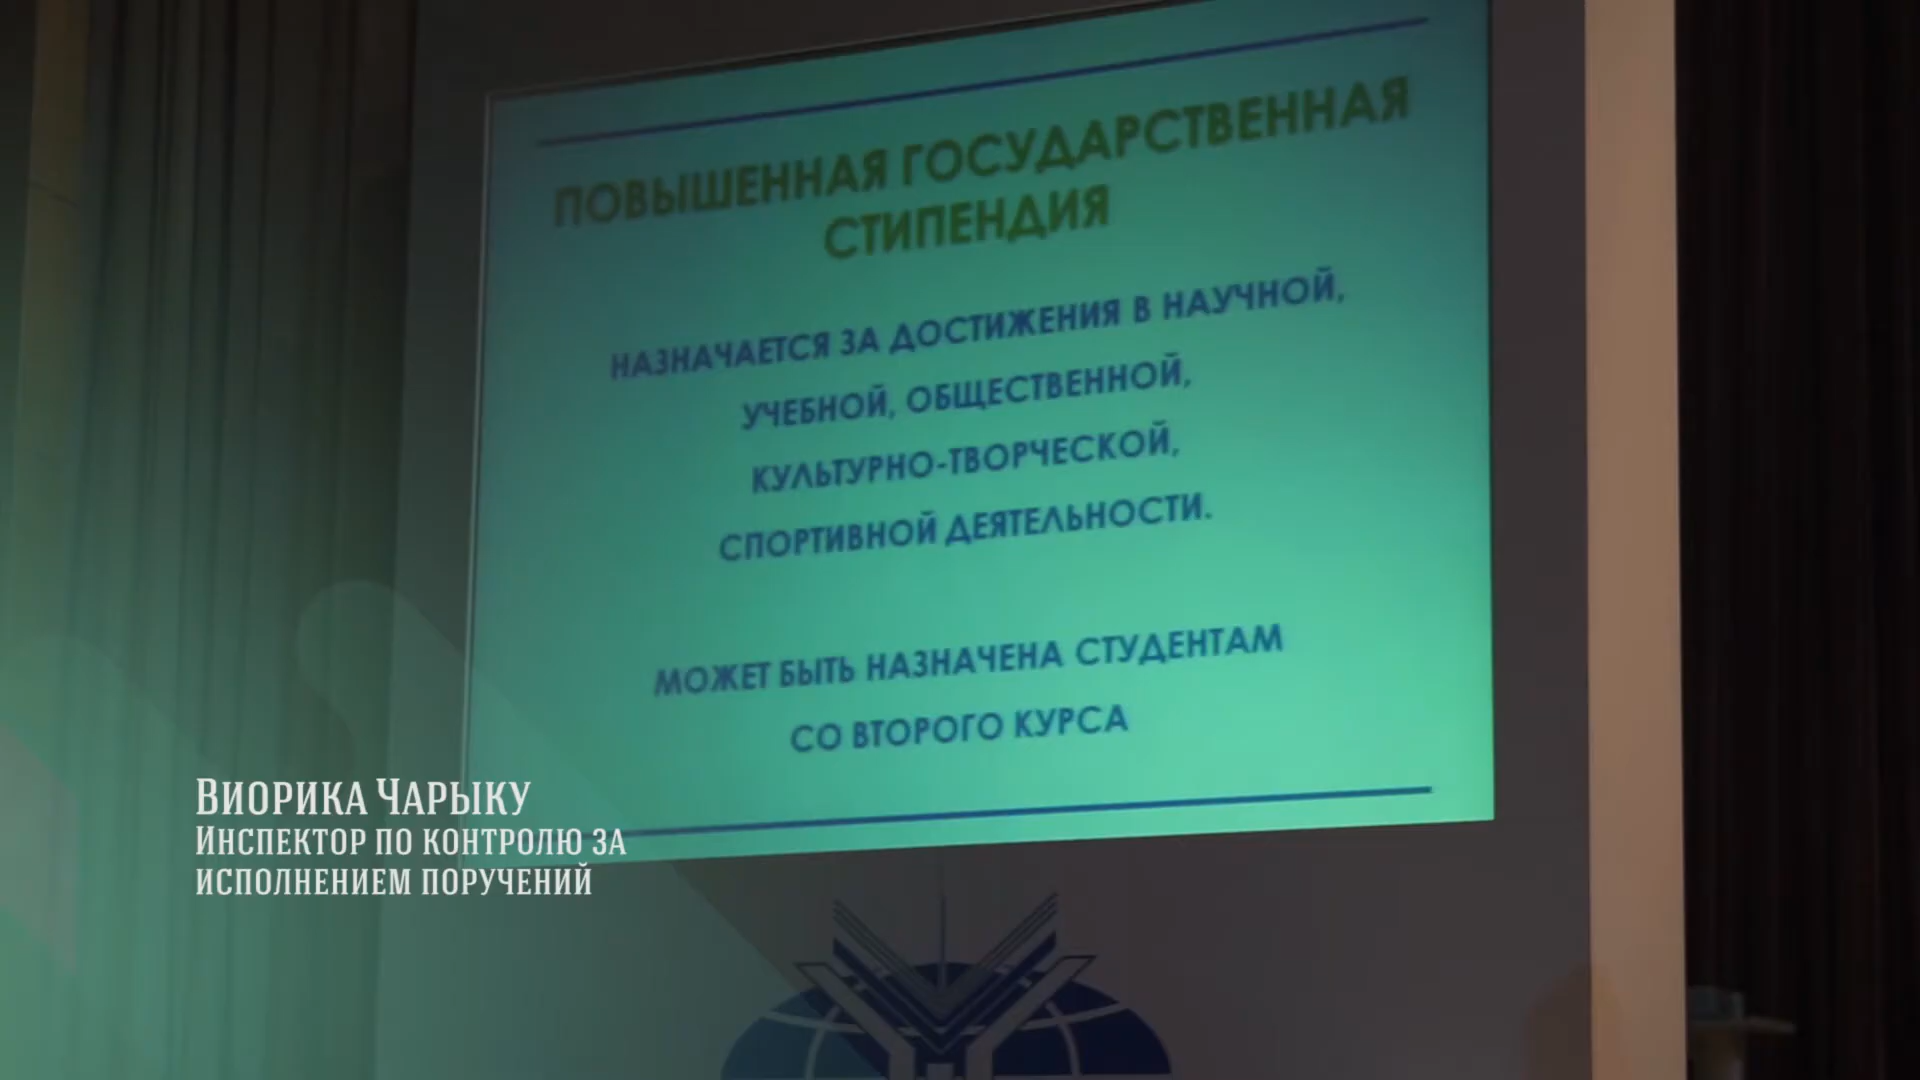 ПОВЫШЕННАЯ ГОСУДАРСТВЕННАЯ
СТИПЕНДИЯ
НАЗНАЧАЕТСЯ ЗА ДОСТИЖЕНИЯ В НАУЧНОЙ,
УЧЕБНОЙ, ОБЩЕСТВЕННОЙ,
КУЛЬТУРНО-ТВОРЧЕСКОЙ,
СПОРТИВНОЙ ДЕЯТЕЛЬНОСТИ.
МОЖЕТ БЫТЬ НАЗНАЧЕНА СТУДЕНТАМ
СО ВТОРОГО КУРСА
Виорика Чарыку
Инспектор по контролю за
исполнением поручений